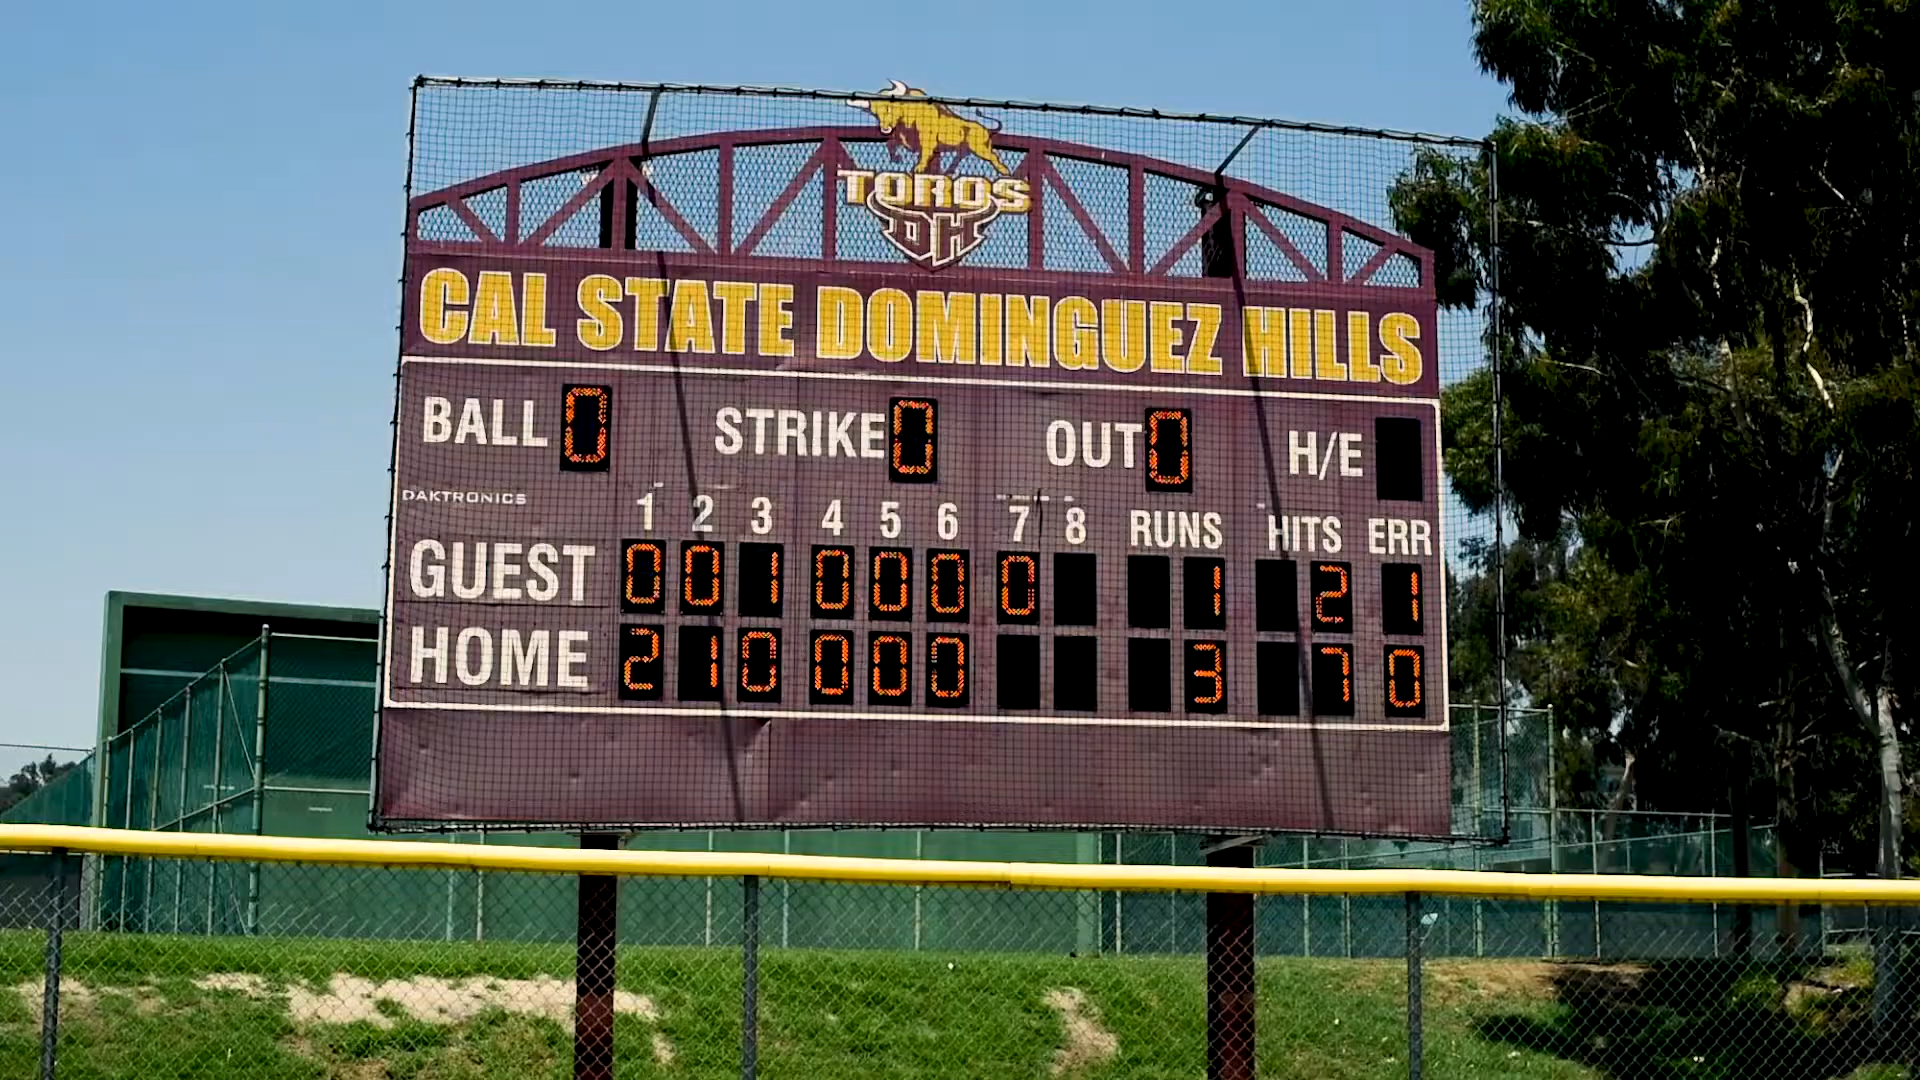 TOROS
DH
CAL STATE DOMINGUEZ HILLS
BALL 0 STRIKE 0 OUT 0 H/E
DAKTRONICS
1 2 3 4 5 6 7 8 RUNS HITS ERR
GUEST 0 0 1 0 0 0 0 1 2 1
HOME 2 1 0 0 0 0 3 7 0